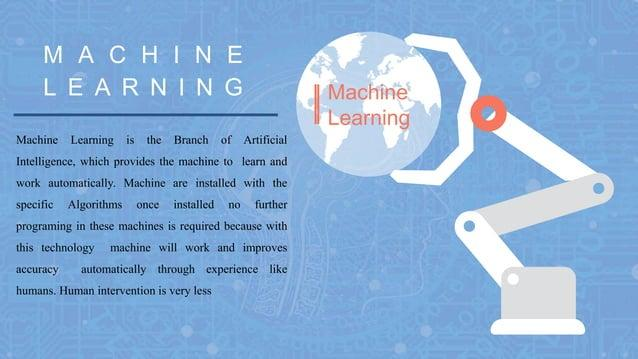 M A C H I N E
L E A R N I N G
Machine Learning is the Branch of Artificial
Intelligence, which provides the machine to learn and
work automatically. Machine are installed with the
specific Algorithms once installed no further
programing in these machines is required because with
this technology machine will work and improves
accuracy automatically through experience like
humans. Human intervention is very less
Machine
Learning